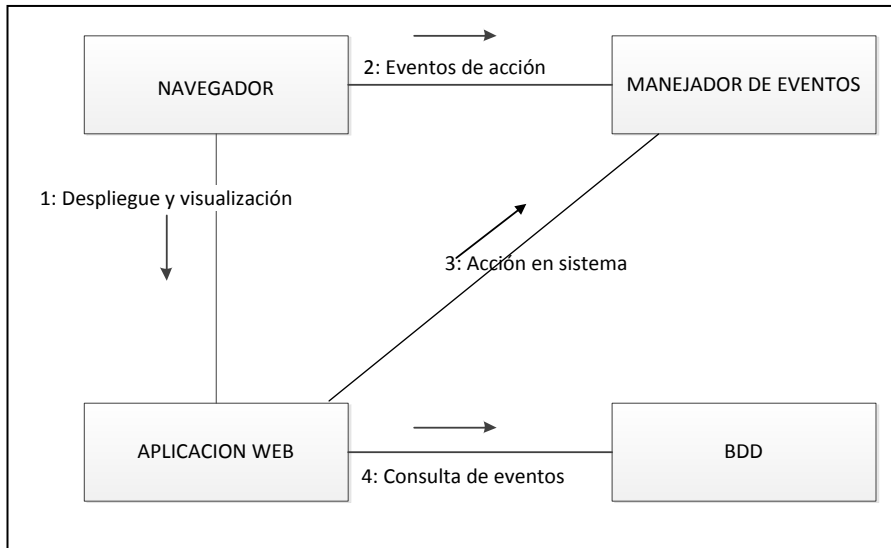 2: Eventos de acción
NAVEGADOR
MANEJADOR DE EVENTOS
1: Despliegue y visualización
3: Acción en sistema
APLICACION WEB
BDD
4: Consulta de eventos